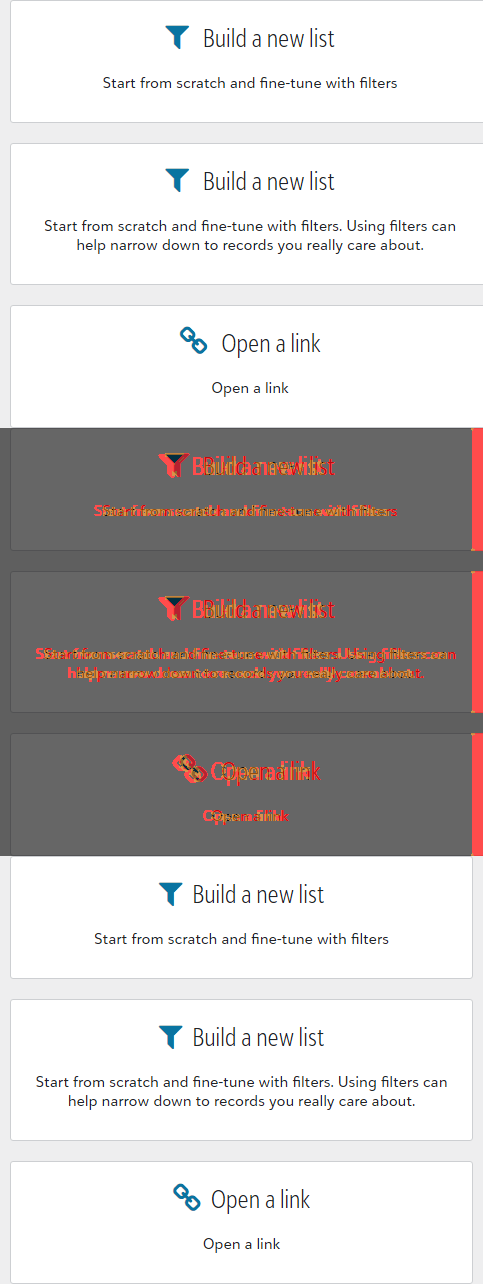 Build a new list
Start from scratch and fine-tune with filters
Build a new list
Start from scratch and fine-tune with filters. Using filters can
help narrow down to records you really care about.
Open a link
Open a link
Build a new list
Start from scratch and fine-tune with filters
Build a new list
Start from scratch and fine-tune with filters. Using filters can
help narrow down to records you really care about.
Open a link
Open a link
Build a new list
Start from scratch and fine-tune with filters
Build a new list
Start from scratch and fine-tune with filters. Using filters can
help narrow down to records you really care about.
Open a link
Open a link